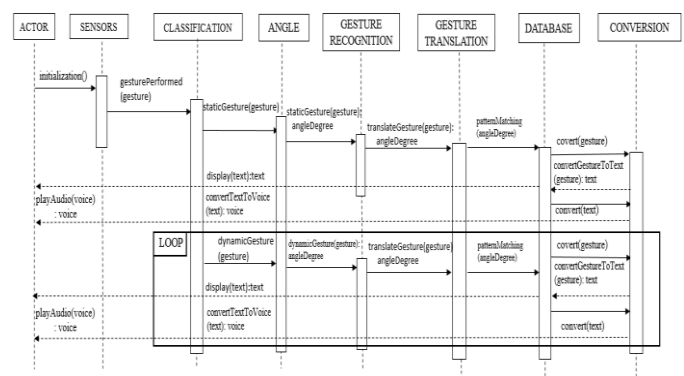 ACTOR
SENSORS
CLASSIFICATION
ANGLE
GESTURE
RECOGNITION
GESTURE
TRANSLATION
DATABASE
CONVERSION
initialization()
gesturePerformed
(gesture)
staticGesture(gesture)
staticGesture(gesture):
angleDegree
translateGesture(gesture):
angleDegree
patternMatching
(angleDegree)
covert(gesture)
convertGestureToText
(gesture): text
display(text):text
convertTextToVoice
(text): voice
convert(text)
playAudio(voice)
: voice
LOOP
dynamicGesture
(gesture)
dynamicGesture(gesture):
angleDegree
translateGesture(gesture)
angleDegree
patternMatching
(angleDegree)
covert(gesture)
convertGestureToText
(gesture): text
display(text):text
convertTextToVoice
(text): voice
convert(text)
playAudio(voice)
: voice